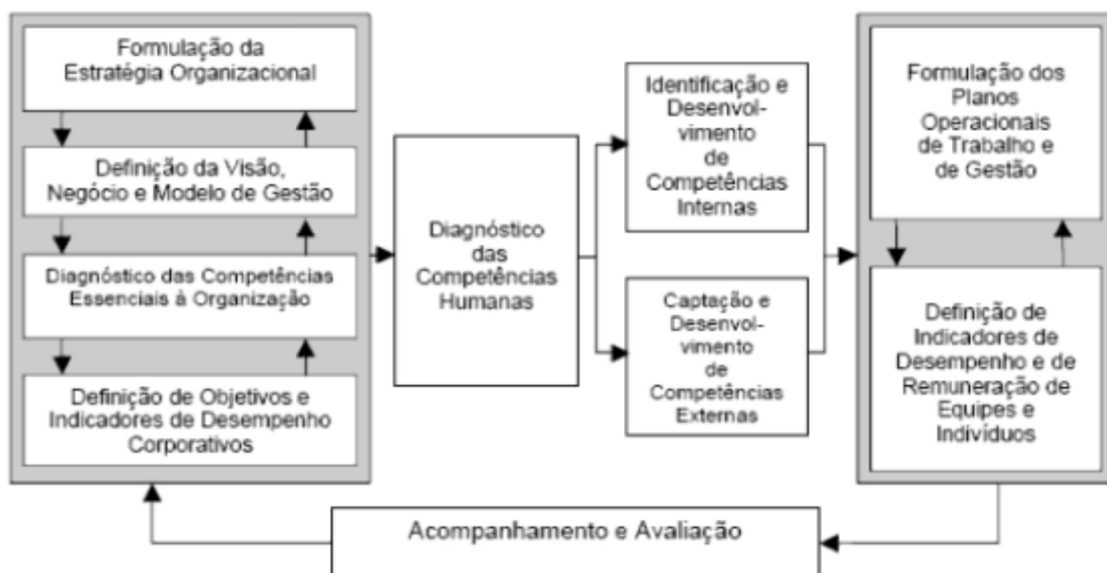 Formulação da
Estratégia Organizacional
Definição da Visão,
Negócio e Modelo de Gestão
Diagnóstico das Competências
Essenciais á Organização
Definição de Objetivos e
Indicadores de Desempenho
Corporativos
Diagnóstico
das
Competências
Humanas
Identificação e
Desenvol-
vimento
de
Competências
Internas
Captação e
Desenvol-
vimento
de
Competências
Externas
Formulação dos
Planos
Operacionais
de Trabalho e
de Gestão
Definição de
Indicadores de
Desempenho e de
Remuneração de
Equipes e
Indivíduos
Acompanhamento e Avaliação